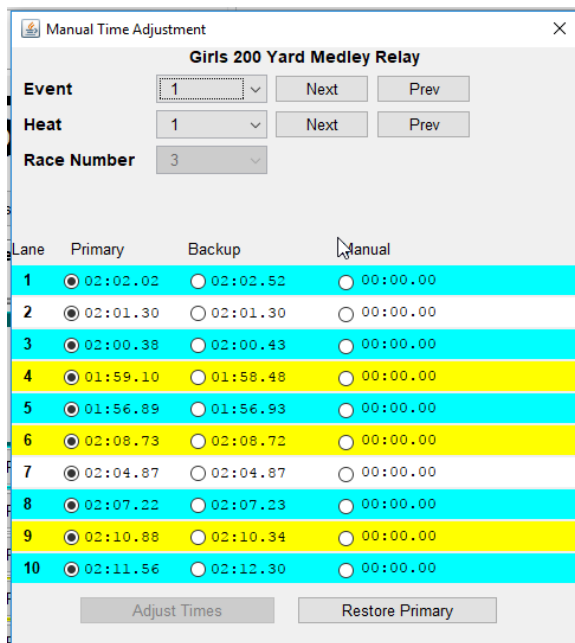 Manual Time Adjustment
Girls 200 Yard Medley Relay
Event 1 Next Prev
Heat 1 Next Prev
Race Number 3
Lane Primary Backup Manual
1 02:02.02 02:02.52 00:00.00
2 02:01.30 02:01.30 00:00.00
3 02:00.38 02:00.43 00:00.00
4 01:59.10 01:58.48 00:00.00
5 01:56.89 01:56.93 00:00.00
6 02:08.73 02:08.72 00:00.00
7 02:04.87 02:04.87 00:00.00
8 02:07.22 02:07.23 00:00.00
9 02:10.88 02:10.34 00:00.00
10 02:11.56 02:12.30 00:00.00
Adjust Times Restore Primary